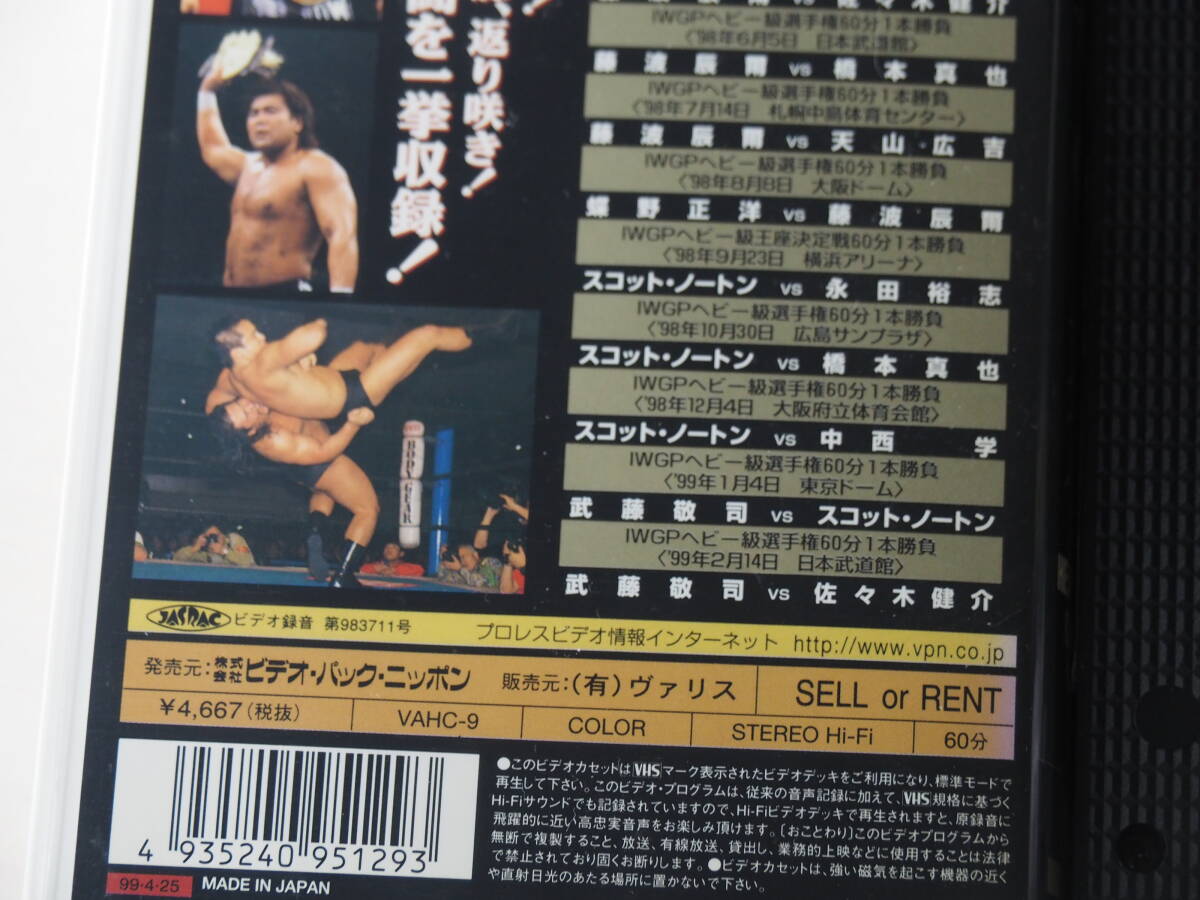 返り咲き!
を一挙収録!
佐々木健介
IWGPヘビー級選手権60分1本勝負
〈'98年6月5日 日本武道館〉
藤波辰爾 vs 橋本真也
IWGPヘビー級選手権60分1本勝負
〈'98年7月14日 札幌中島体育センター〉
藤波辰爾 vs 天山広吉
IWGPヘビー級選手権60分1本勝負
〈'98年8月8日 大阪ドーム〉
蝶野正洋 vs 藤波辰爾
IWGPヘビー級王座決定戦60分1本勝負
〈'98年9月23日 横浜アリーナ〉
スコット・ノートン vs 永田裕志
IWGPヘビー級選手権60分1本勝負
〈'98年10月30日 広島サンプラザ〉
スコット・ノートン vs 橋本真也
IWGPヘビー級選手権60分1本勝負
〈'98年12月4日 大阪府立体育会館〉
スコット・ノートン vs 中西 学
IWGPヘビー級選手権60分1本勝負
〈'99年1月4日 東京ドーム〉
武藤敬司 vs スコット・ノートン
IWGPヘビー級選手権60分1本勝負
〈'99年2月14日 日本武道館〉
武藤敬司 vs 佐々木健介
BODY GEAR
JASRAC ビデオ録音 第983711号 プロレスビデオ情報インターネット http://www.vpn.co.jp
発売元:株式会社ビデオ・パック・ニッポン 販売元:(有)ヴァリス SELL or RENT
¥4,667(税抜) VAHC-9 COLOR STEREO Hi-Fi 60分
●このビデオカセットはVHSマーク表示されたビデオデッキをご利用になり、標準モードで
再生して下さい。このビデオ・プログラムは、従来の音声記録に加えて、VHS規格に基づく
Hi-Fiサウンドでも記録されていますので、Hi-Fiビデオデッキで再生されますと、原録音に
飛躍的に近い高忠実音声をお楽しみ頂けます。〔おことわり〕このビデオプログラムから
無断で複製すること、放送、有線放送、貸出し、業務的上映などに使用することは法律
で禁止されており固くお断りします。●ビデオカセットは、強い磁気を起こす機器の近く
や直射日光のあたる場所に置かないで下さい。
4 935240 951293
99・4・25 MADE IN JAPAN